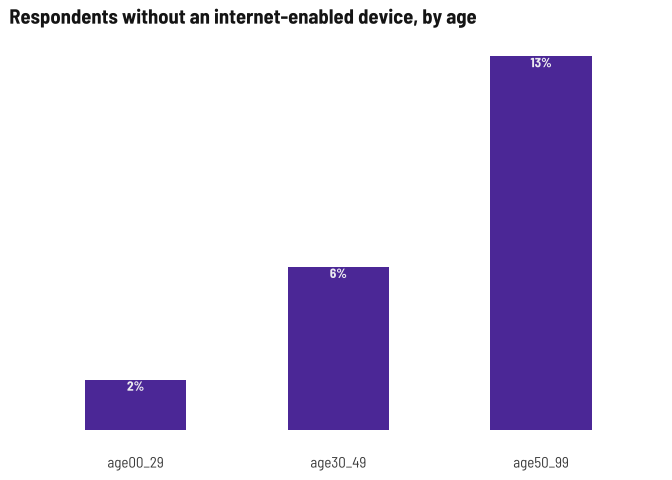 Respondents without an internet-enabled device, by age
13%
6%
2%
age00_29
age30_49
age50_99